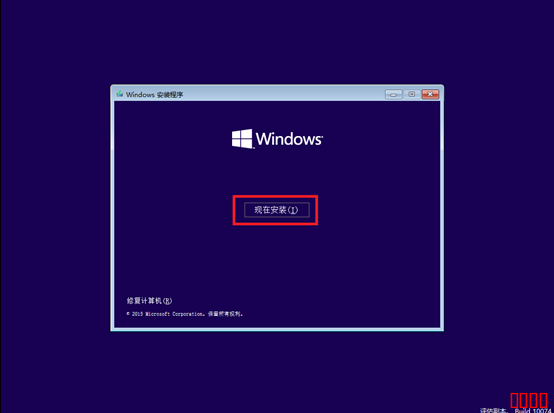 Windows 安装程序
Windows
现在安装(I)
修复计算机(R)
© 2015 Microsoft Corporation。保留所有权利。
评估副本。 Build 10074